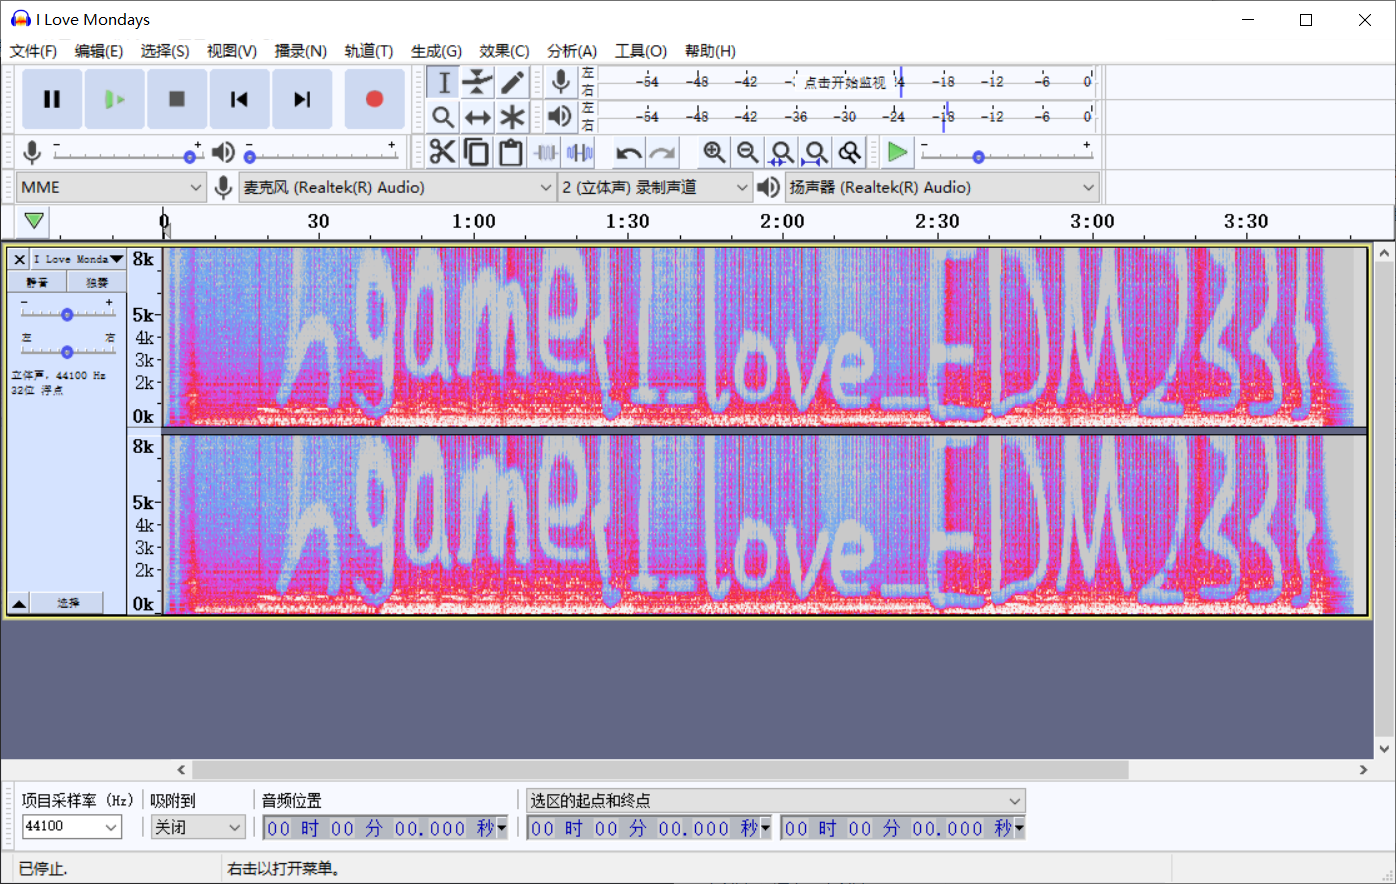 I Love Mondays
文件(F) 编辑(E) 选择(S) 视图(V) 播录(N) 轨道(T) 生成(G) 效果(C) 分析(A) 工具(O) 帮助(H)
左 右 -54 -48 -42 点击开始监视 -18 -12 -6 0
左 右 -54 -48 -42 -36 -30 -24 -18 -12 -6 0
- + - + - +
MME 麦克风 (Realtek(R) Audio) 2 (立体声) 录制声道 扬声器 (Realtek(R) Audio)
0 30 1:00 1:30 2:00 2:30 3:00 3:30
I Love Monda 8k
静音 独奏
- + 5k
左 右 4k
3k
立体声, 44100 Hz 2k
32位 浮点
0k
hgame{I_love_EDM233}
8k
5k
4k
3k
2k
选择 0k
hgame{I_love_EDM233}
项目采样率 (Hz) 吸附到 音频位置 选区的起点和终点
44100 关闭 00 时 00 分 00.000 秒 00 时 00 分 00.000 秒 00 时 00 分 00.000 秒
已停止. 右击以打开菜单。